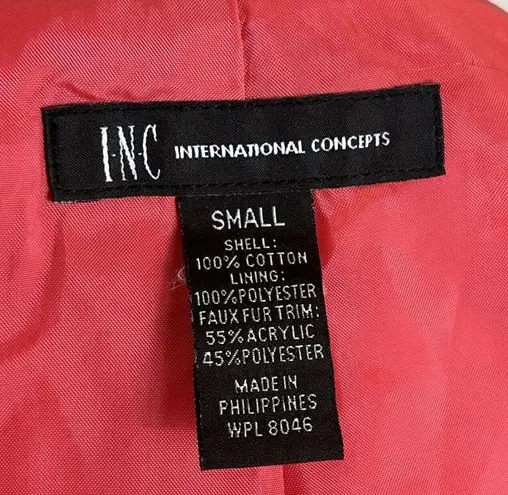 I·N·C INTERNATIONAL CONCEPTS
SMALL
SHELL:
100% COTTON
LINING:
100%POLYESTER
FAUX FUR TRIM:
55%ACRYLIC
45%POLYESTER
MADE IN
PHILIPPINES
WPL 8046